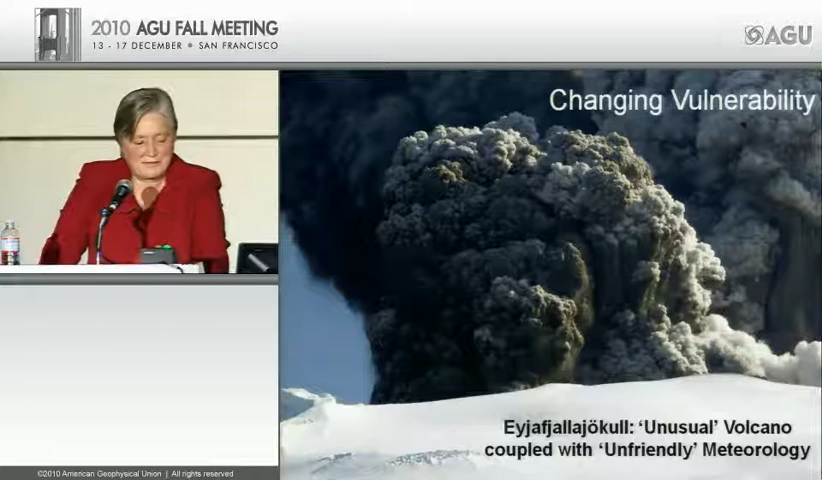 2010 AGU FALL MEETING
13 - 17 DECEMBER • SAN FRANCISCO
AGU
Changing Vulnerability
Eyjafjallajökull: ‘Unusual’ Volcano
coupled with ‘Unfriendly’ Meteorology
©2010 American Geophysical Union | All rights reserved